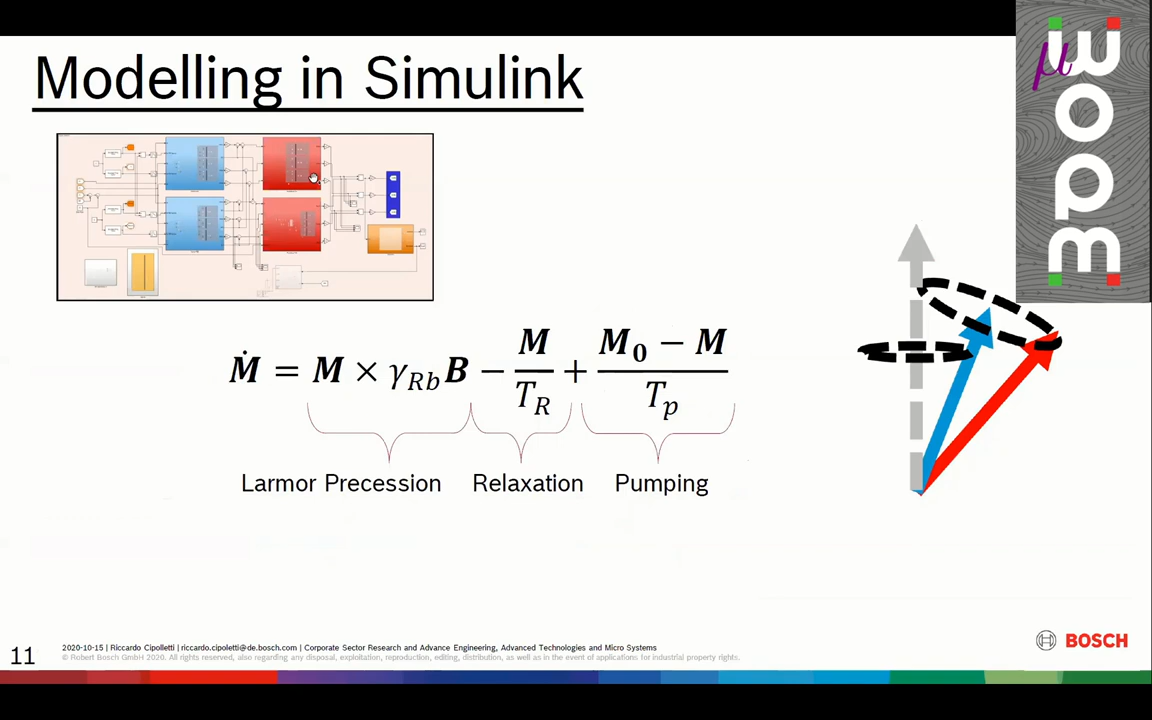 Modelling in Simulink
μWopm
Ṁ = M × γ_Rb B − M/T_R + (M₀ − M)/T_p
Larmor Precession Relaxation Pumping
11
2020-10-15 | Riccardo Cipolletti | riccardo.cipoletti@de.bosch.com | Corporate Sector Research and Advance Engineering, Advanced Technologies and Micro Systems
© Robert Bosch GmbH 2020. All rights reserved, also regarding any disposal, exploitation, reproduction, editing, distribution, as well as in the event of applications for industrial property rights.
BOSCH